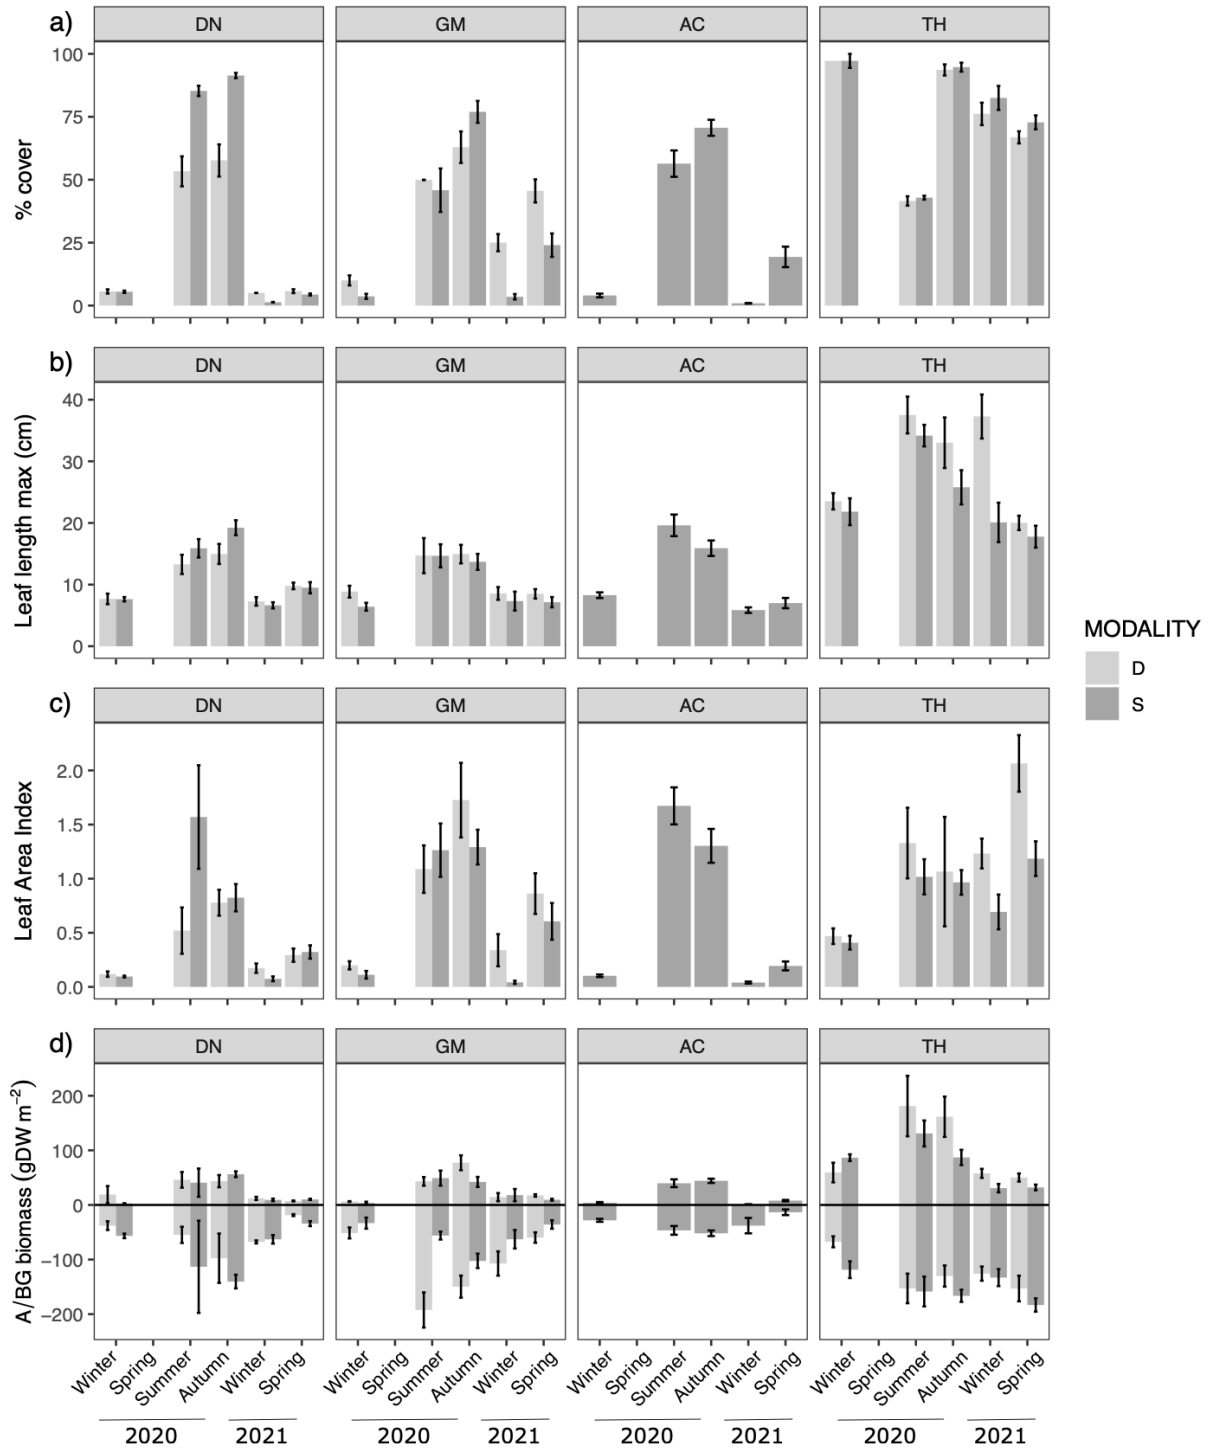 a)
DN GM AC TH
100
75
50
25
0
% cover
b)
DN GM AC TH
40
30
20
10
0
Leaf length max (cm)
c)
DN GM AC TH
2.0
1.5
1.0
0.5
0.0
Leaf Area Index
d)
DN GM AC TH
200
100
0
−100
−200
A/BG biomass (gDW m⁻²)
Winter Spring Summer Autumn Winter Spring Winter Spring Summer Autumn Winter Spring Winter Spring Summer Autumn Winter Spring Winter Spring Summer Autumn Winter Spring
2020 2021 2020 2021 2020 2021 2020 2021
MODALITY
D
S